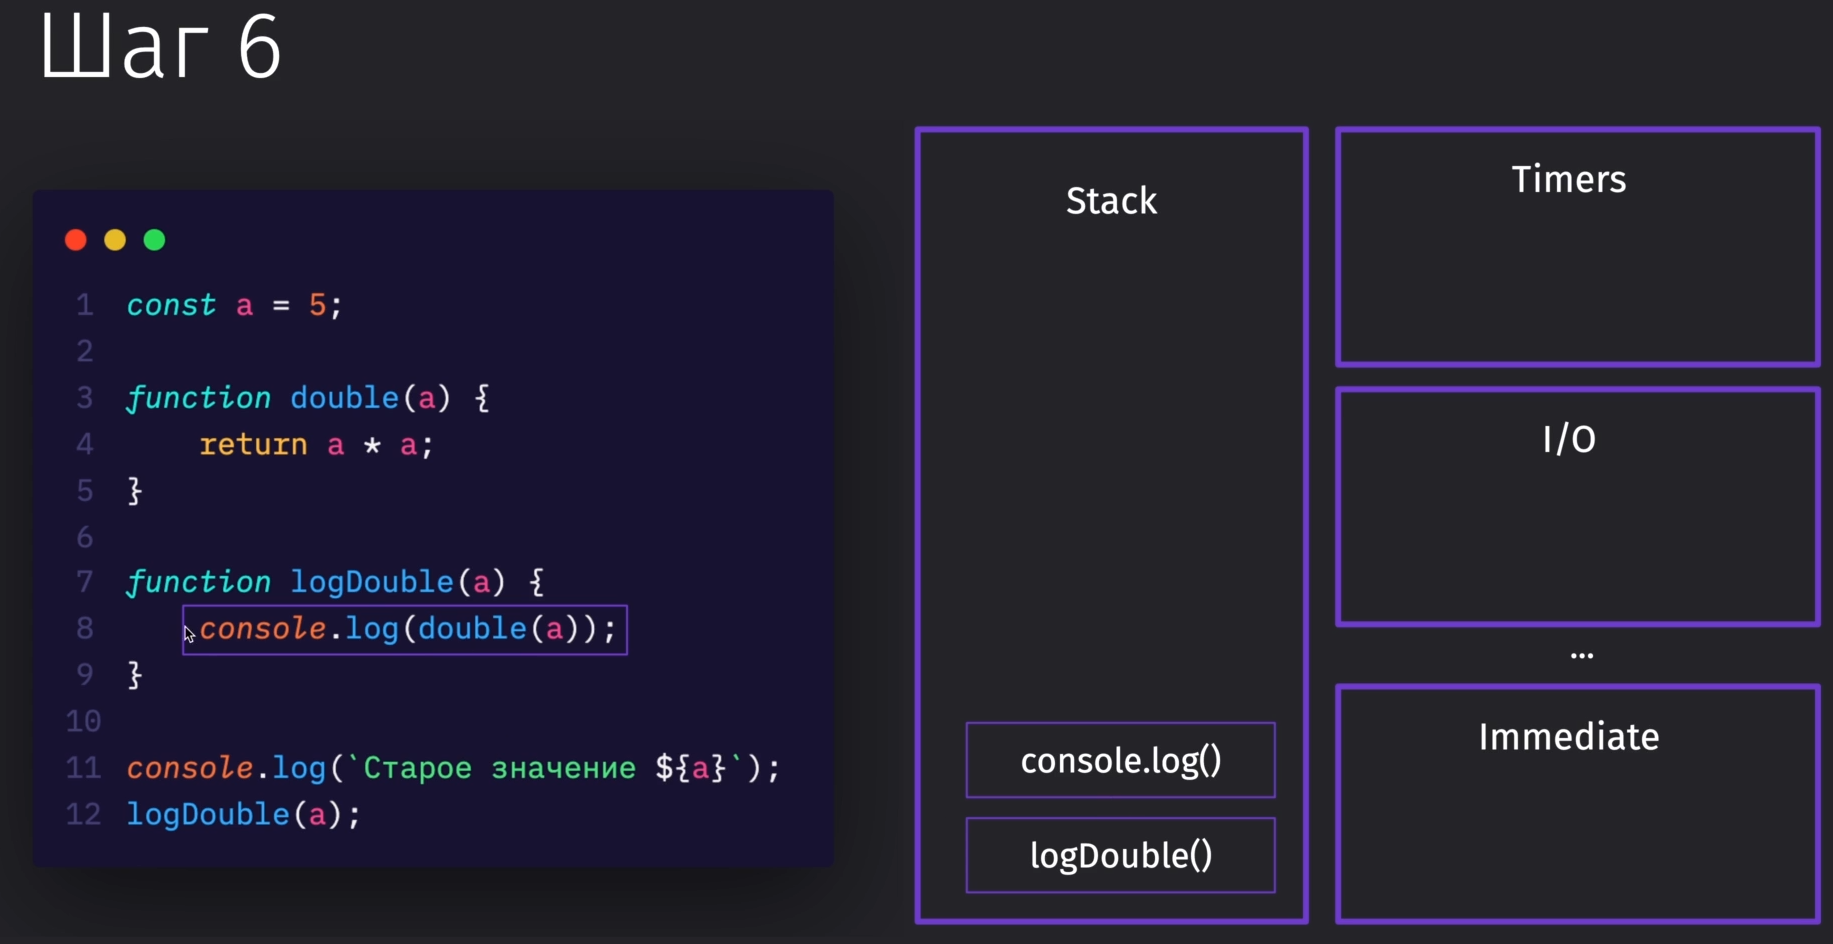 Шаг 6
1 const a = 5;
2
3 function double(a) {
4 return a * a;
5 }
6
7 function logDouble(a) {
8 console.log(double(a));
9 }
10
11 console.log(`Старое значение ${a}`);
12 logDouble(a);
Stack
console.log()
logDouble()
Timers
I/O
...
Immediate